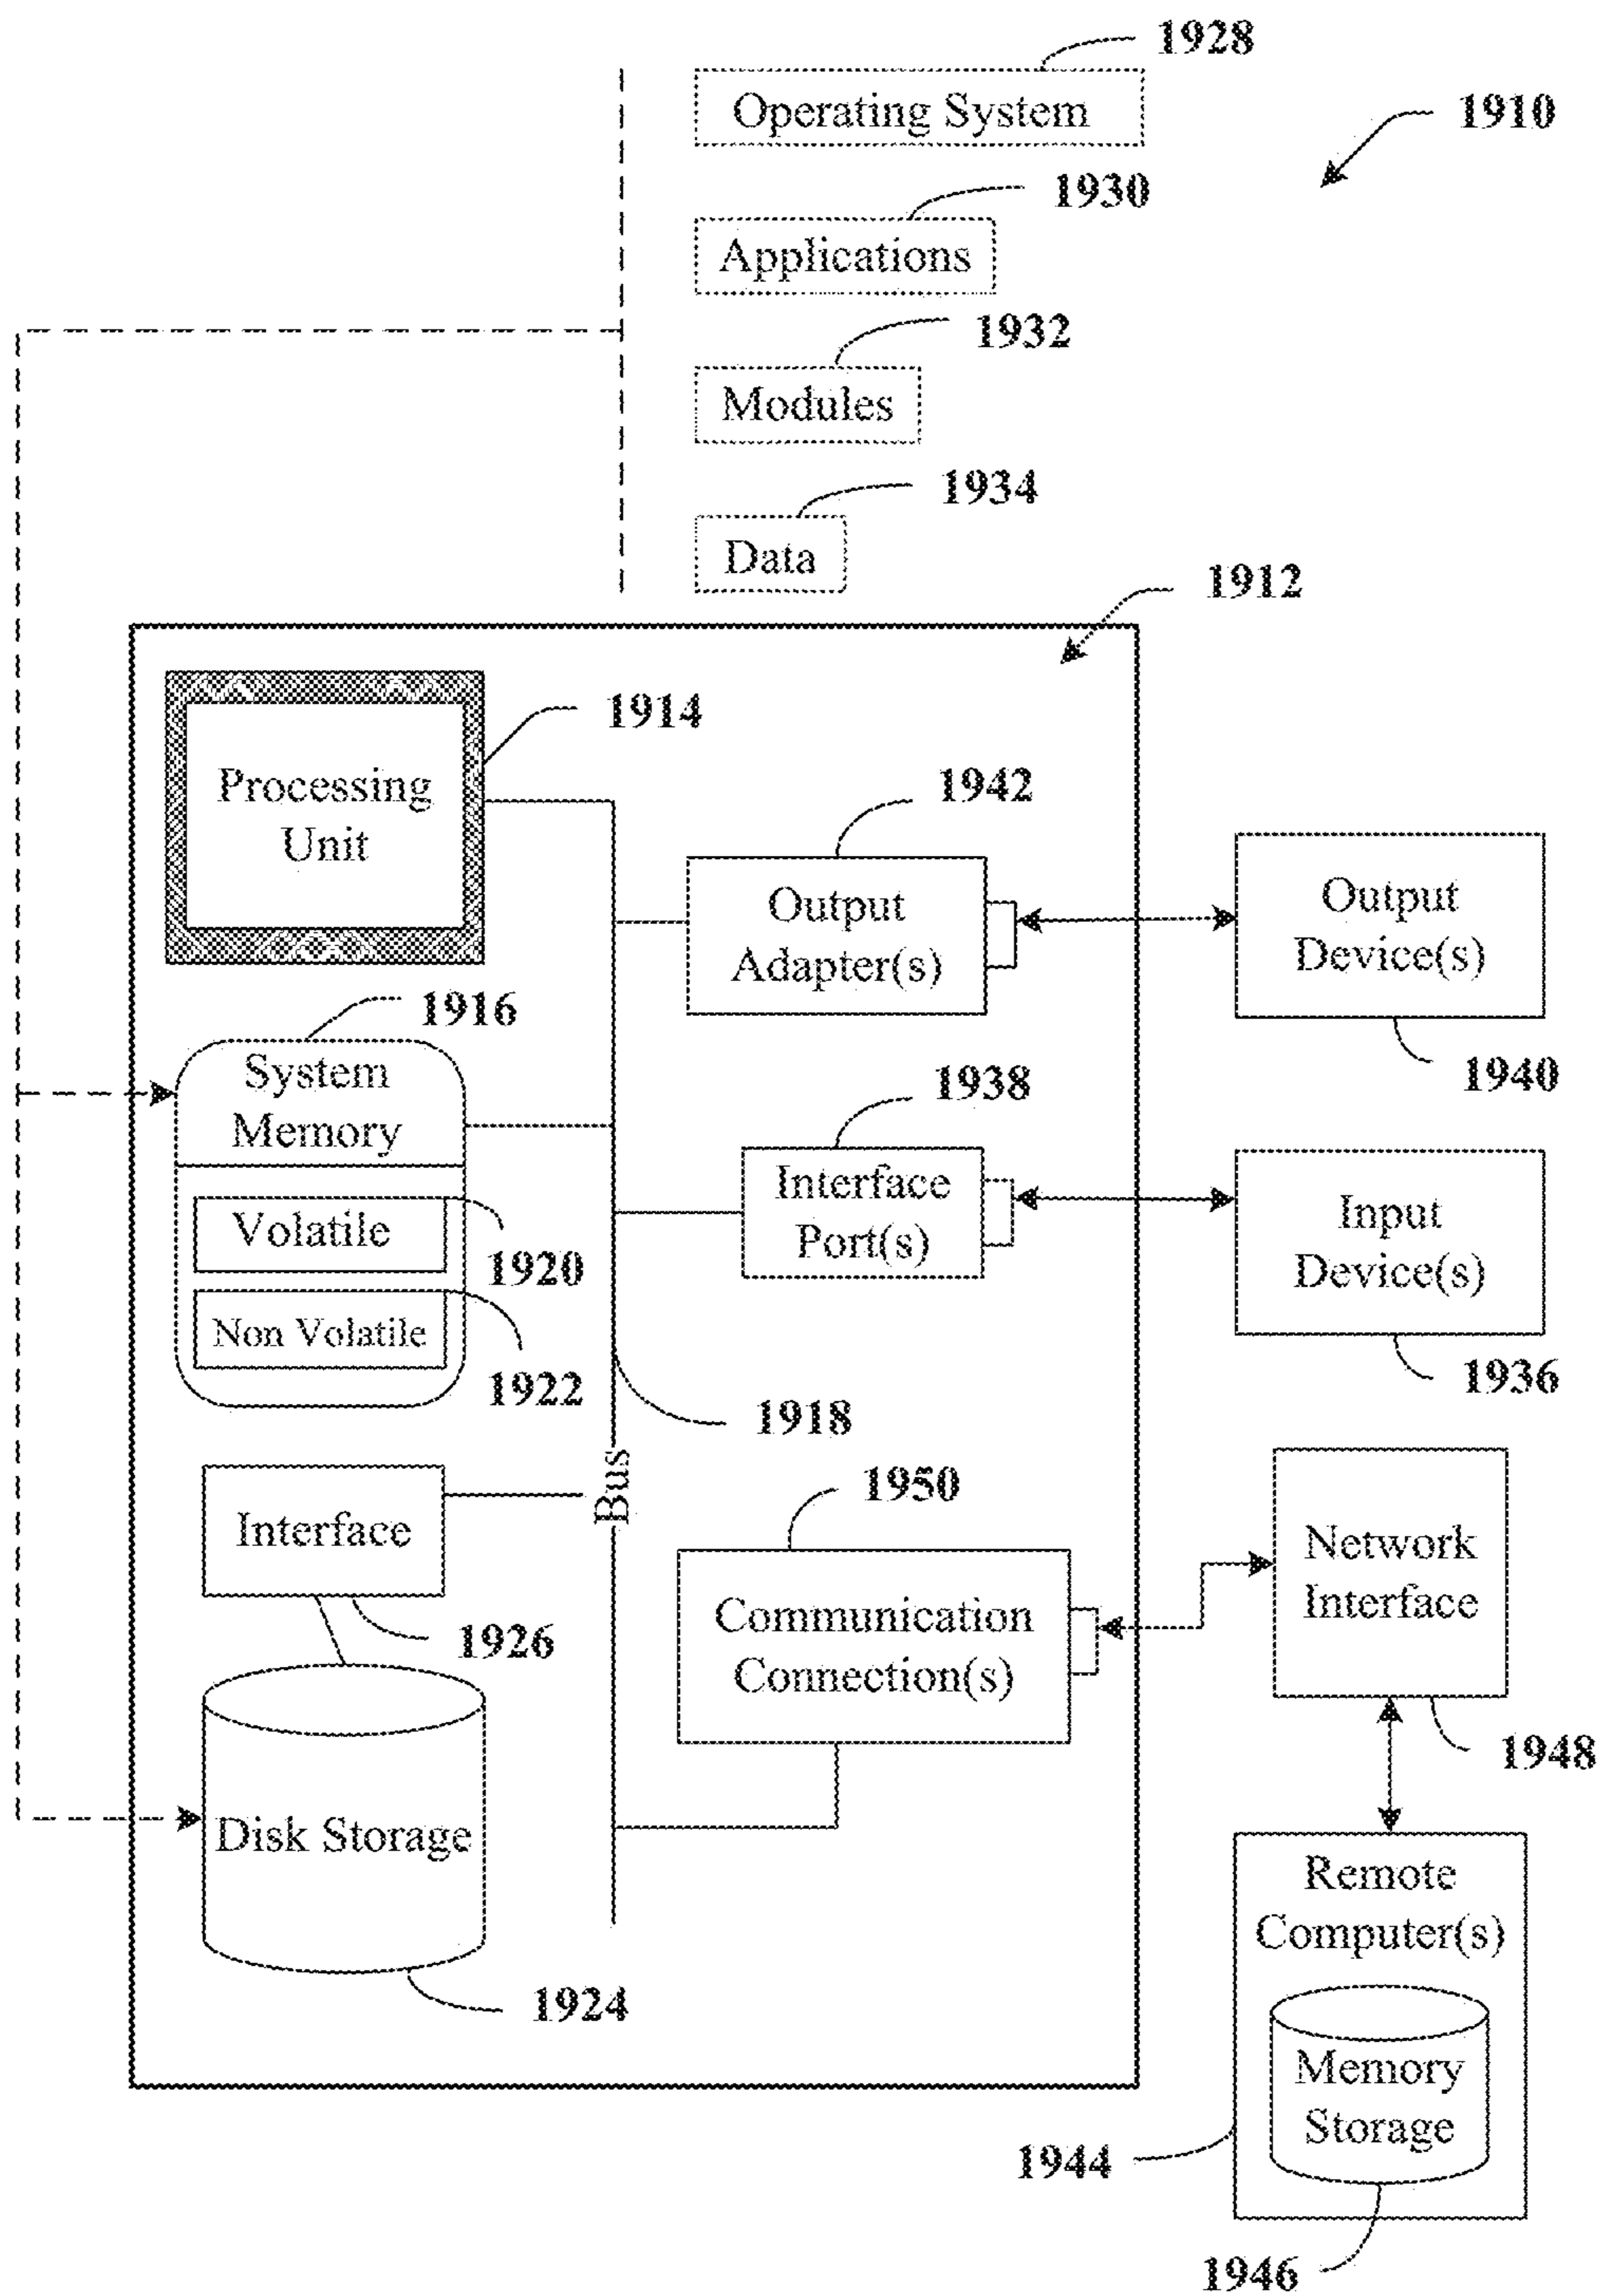 1928
Operating System
1910
1930
Applications
1932
Modules
1934
Data
1912
1914
Processing
Unit
1942
Output
Adapter(s)
Output
Device(s)
1940
1916
System
Memory
1938
Interface
Port(s)
Input
Device(s)
1936
Volatile
1920
Non Volatile
1922
1918
Bus
1950
Interface
1926
Communication
Connection(s)
Network
Interface
1948
Disk Storage
1924
Remote
Computer(s)
Memory
Storage
1944
1946